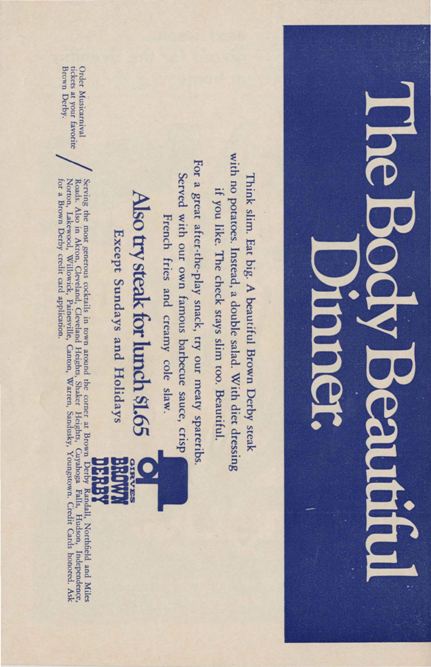 The Body Beautiful
Dinner.
Think slim. Eat big. A beautiful Brown Derby steak
with no potatoes. Instead, a double salad. With diet dressing
if you like. The check stays slim too. Beautiful.
For a great after-the-play snack, try our meaty spareribs.
Served with our own famous barbecue sauce, crisp
French fries and creamy cole slaw.
Also try steak for lunch $1.65
Except Sundays and Holidays
GIRVES
BROWN
DERBY
Order Musicarnival
tickets at your favorite
Brown Derby.
Serving the most generous cocktails in town around the corner at Brown Derby Randall, Northfield and Miles
Roads. Also in Akron, Cleveland, Cleveland Heights, Shaker Heights, Cuyahoga Falls, Hudson, Independence,
Norton, Lakewood, Willowick, Painesville, Canton, Warren, Sandusky, Youngstown. Credit Cards honored. Ask
for a Brown Derby credit card application.